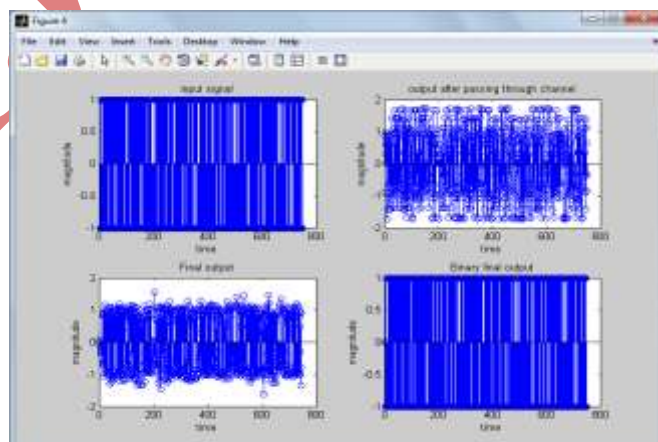 Figure 4
File Edit View Insert Tools Desktop Window Help
input signal
1
0.5
0
-0.5
-1
0 200 400 600 800
magnitude
time
output after passing through channel
2
1
0
-1
-2
0 200 400 600 800
magnitude
time
Final output
2
1
0
-1
-2
0 200 400 600 800
magnitude
time
Binary final output
1
0.5
0
-0.5
-1
0 200 400 600 800
magnitude
time